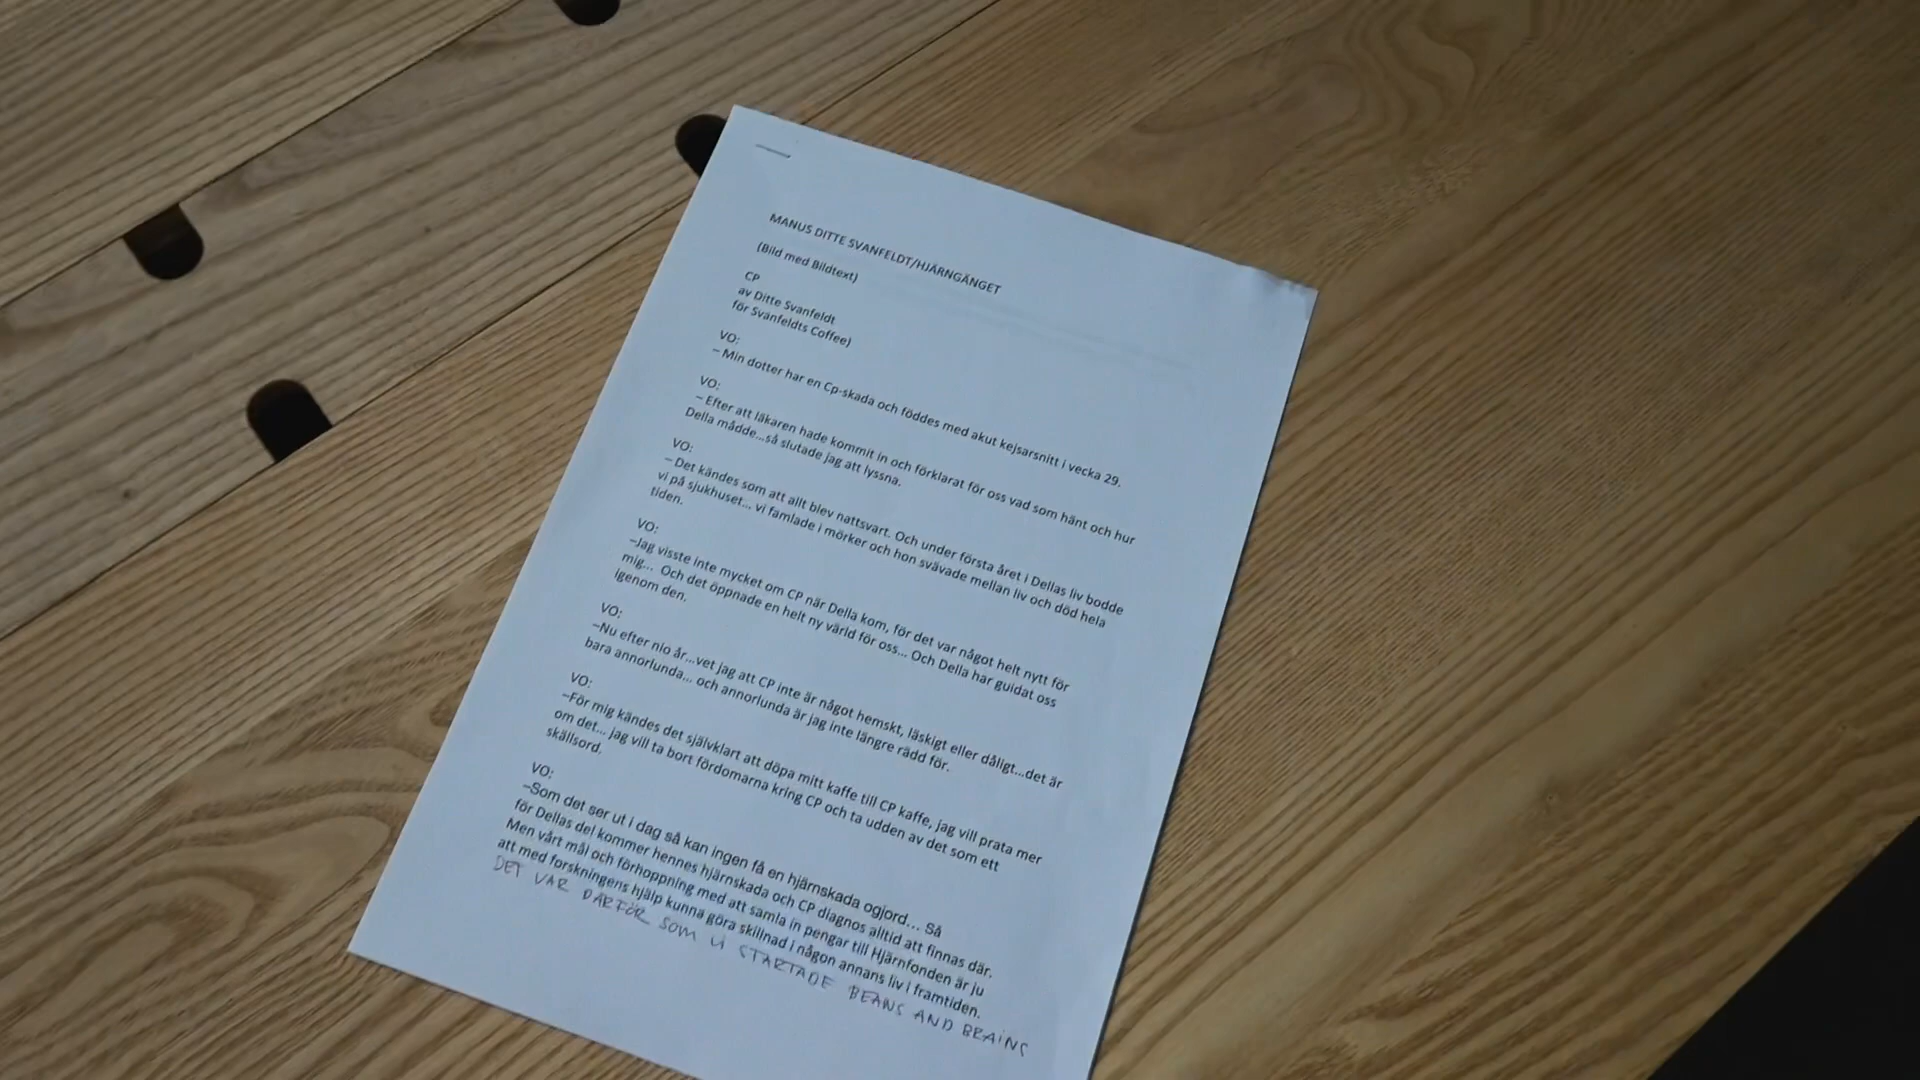 MANUS DITTE SVANFELDT/HJÄRNGÄNGET
(Bild med Bildtext)
CP
av Ditte Svanfeldt
för Svanfeldts Coffee)
VO:
– Min dotter har en Cp-skada och föddes med akut kejsarsnitt i vecka 29.
VO:
– Efter att läkaren hade kommit in och förklarat för oss vad som hänt och hur
Della mådde...så slutade jag att lyssna.
VO:
– Det kändes som att allt blev nattsvart. Och under första året i Dellas liv bodde
vi på sjukhuset... vi famlade i mörker och hon svävade mellan liv och död hela
tiden.
VO:
–Jag visste inte mycket om CP när Della kom, för det var något helt nytt för
mig... Och det öppnade en helt ny värld för oss... Och Della har guidat oss
igenom den.
VO:
–Nu efter nio år...vet jag att CP inte är något hemskt, läskigt eller dåligt...det är
bara annorlunda... och annorlunda är jag inte längre rädd för.
VO:
–För mig kändes det självklart att döpa mitt kaffe till CP kaffe, jag vill prata mer
om det... jag vill ta bort fördomarna kring CP och ta udden av det som ett
skällsord.
VO:
–Som det ser ut i dag så kan ingen få en hjärnskada ogjord... Så
för Dellas del kommer hennes hjärnskada och CP diagnos alltid att finnas där.
Men vårt mål och förhoppning med att samla in pengar till Hjärnfonden är ju
att med forskningens hjälp kunna göra skillnad i någon annans liv i framtiden.
DET VAR DÄRFÖR SOM VI STARTADE BEANS AND BRAINS